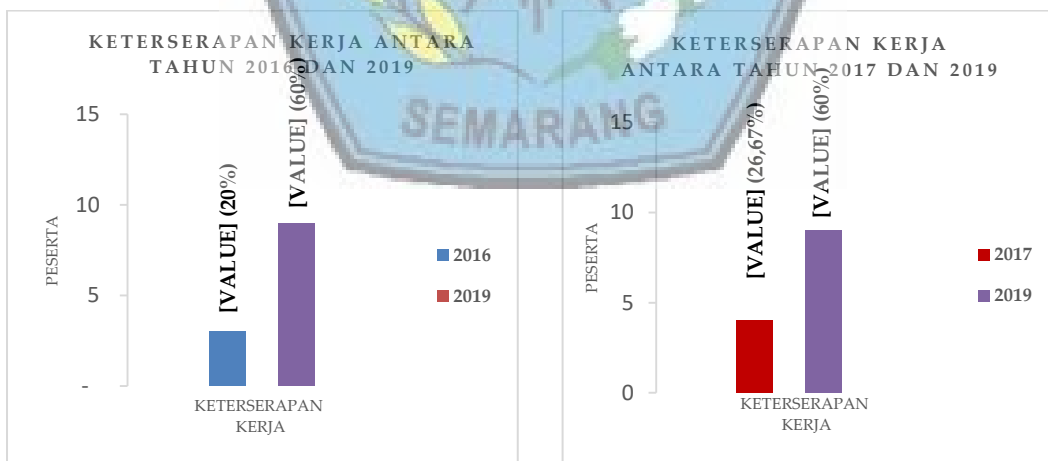 KETERSERAPAN KERJA ANTARA
TAHUN 2016 DAN 2019
15
10
5
-
PESERTA
[VALUE] (20%)
[VALUE] (60%)
2016
2019
KETERSERAPAN
KERJA
KETERSERAPAN KERJA
ANTARA TAHUN 2017 DAN 2019
15
10
5
0
PESERTA
[VALUE] (26,67%)
[VALUE] (60%)
2017
2019
KETERSERAPAN
KERJA
SEMARANG